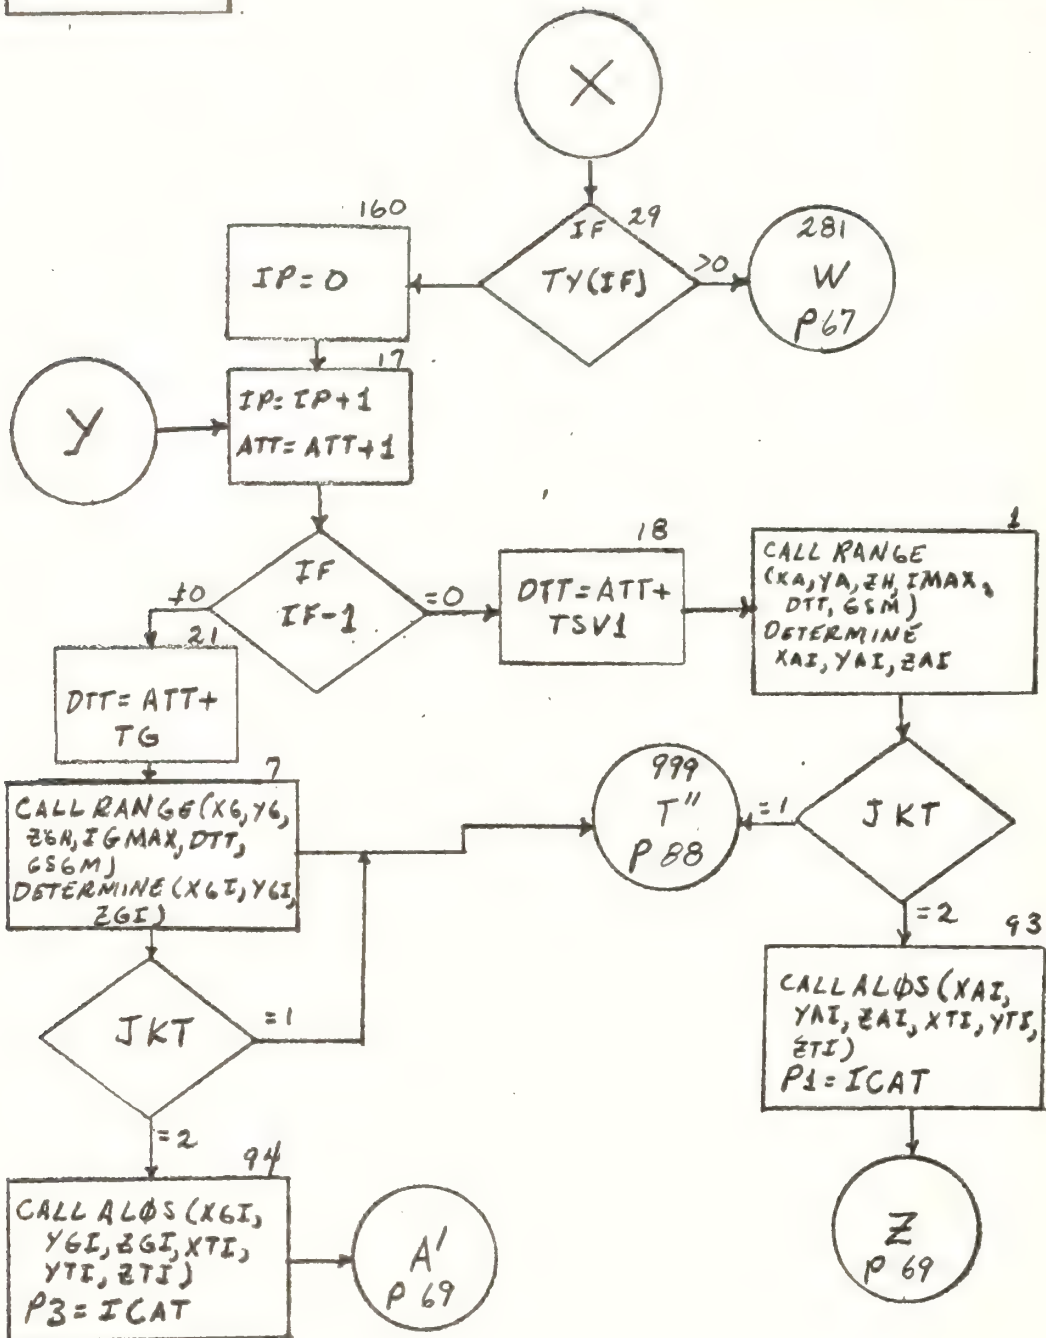 X
160
IP=0
29
IF
TY(IF)
>0
281
W
P67
Y
17
IP=IP+1
ATT=ATT+1
IF
IF-1
≠0
=0
18
DTT=ATT+
TSV1
1
CALL RANGE
(XA,YA,ZH,IMAX,
DTT,GSM)
DETERMINE
XAI,YAI,ZAI
21
DTT=ATT+
TG
7
CALL RANGE(XG,YG,
ZGH,IGMAX,DTT,
GSGM)
DETERMINE(XGI,YGI,
ZGI)
999
T"
P 88
=1
JKT
=2
JKT
=1
=2
93
CALL ALØS(XAI,
YAI,ZAI,XTI,YTI,
ZTI)
P1=ICAT
94
CALL ALØS(XGI,
YGI,ZGI,XTI,
YTI,ZTI)
P3=ICAT
A'
P 69
Z
P 69